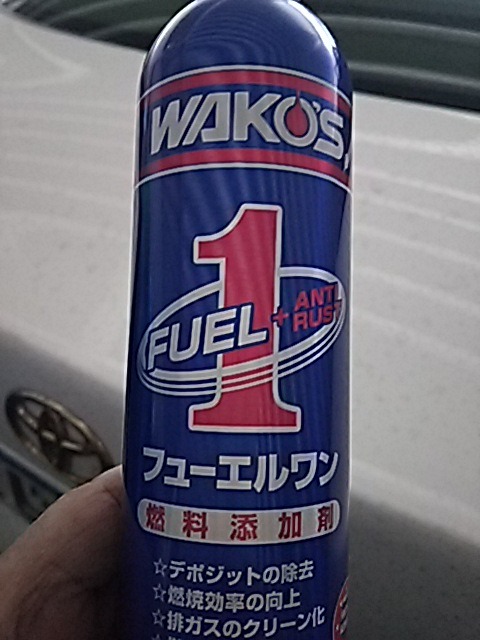 WAKO'S
1
FUEL + ANTI
RUST
フューエルワン
燃料添加剤
☆デポジットの除去
☆燃焼効率の向上
☆排ガスのクリーン化